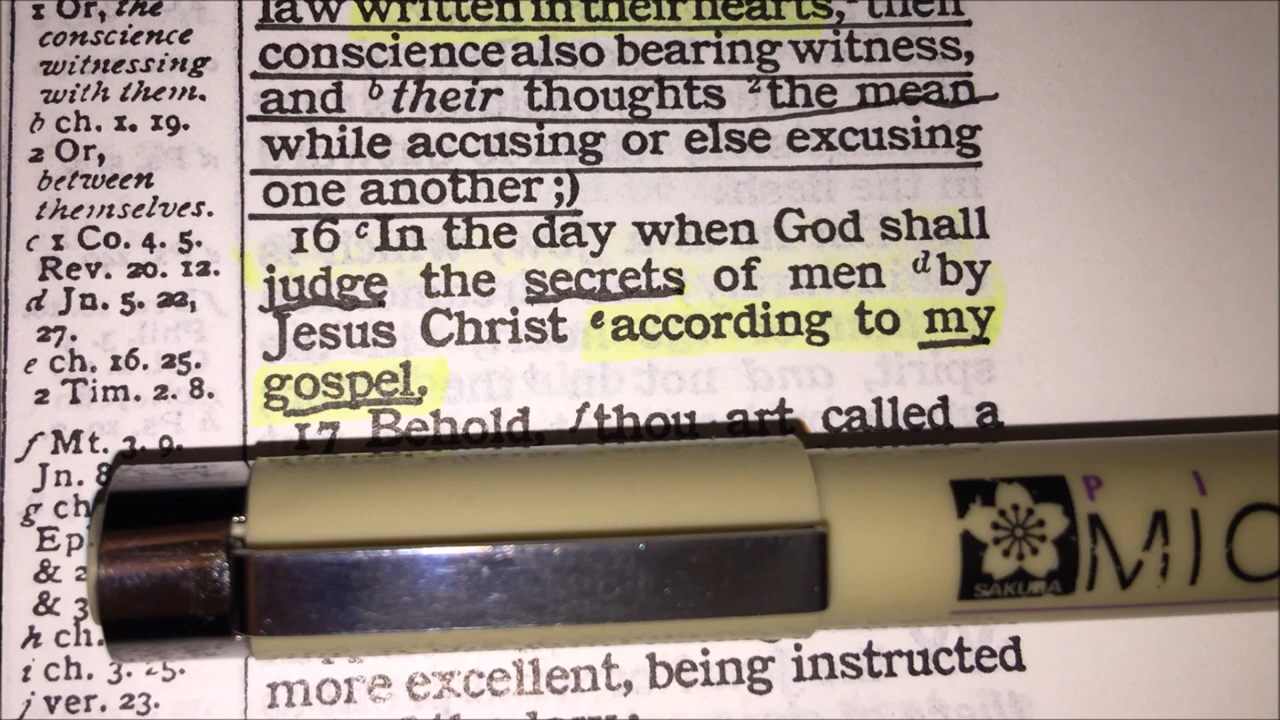 1 Or, the
conscience
witnessing
with them.
b ch. 1. 19.
2 Or,
between
themselves.
c 1 Co. 4. 5.
Rev. 20. 12.
d Jn. 5. 22,
27.
e ch. 16. 25.
2 Tim. 2. 8.
f Mt. 3. 9.
Jn. 8
g ch
Ep
& 2
& 3
h ch.
i ch. 3. 25.
j ver. 23.
law written in their hearts, their
conscience also bearing witness,
and b their thoughts 2 the mean
while accusing or else excusing
one another ;)
16 c In the day when God shall
judge the secrets of men d by
Jesus Christ e according to my
gospel.
17 Behold, f thou art called a
more excellent, being instructed
SAKURA
P I
MIC